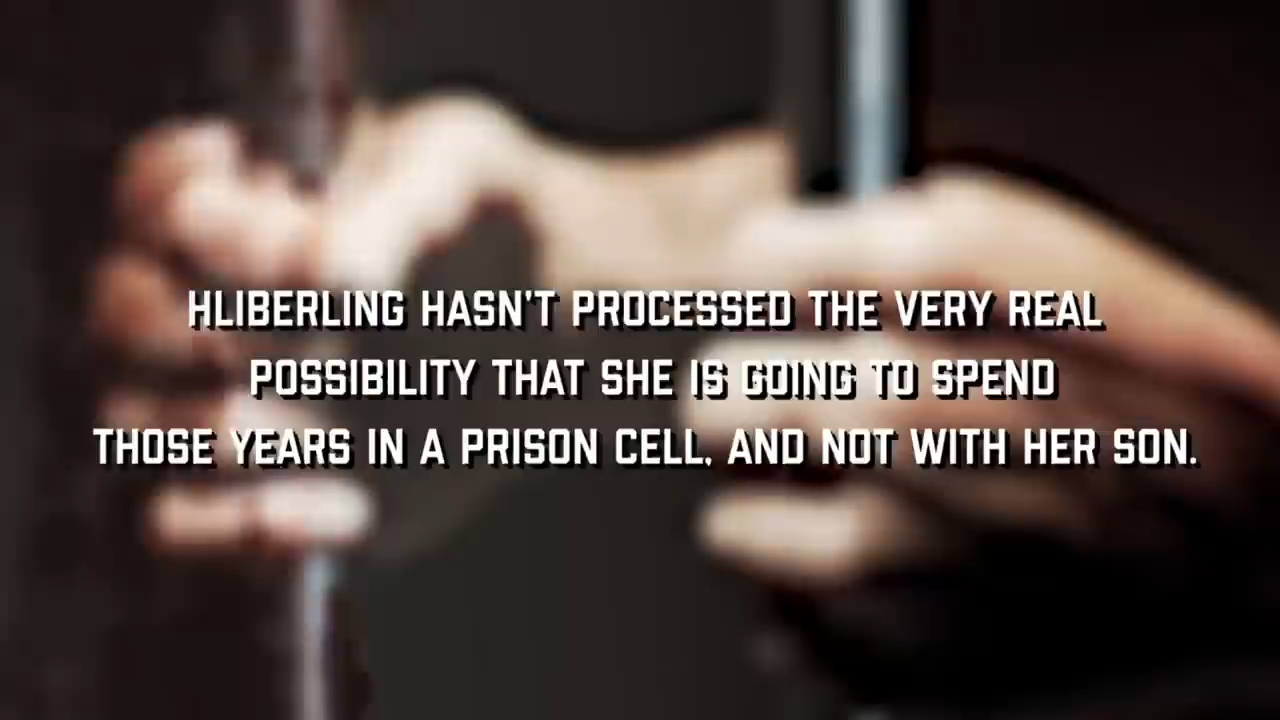 HLIBERLING HASN'T PROCESSED THE VERY REAL
POSSIBILITY THAT SHE IS GOING TO SPEND
THOSE YEARS IN A PRISON CELL, AND NOT WITH HER SON.